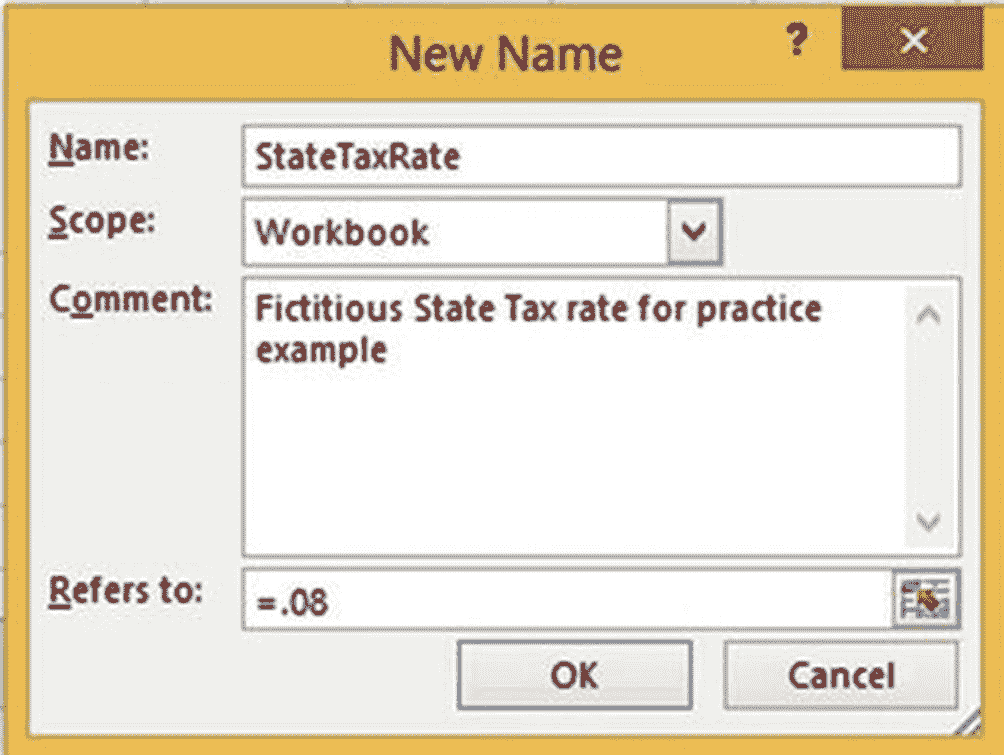 New Name
?
Name: StateTaxRate
Scope: Workbook
Comment: Fictitious State Tax rate for practice
example
Refers to: =.08
OK Cancel